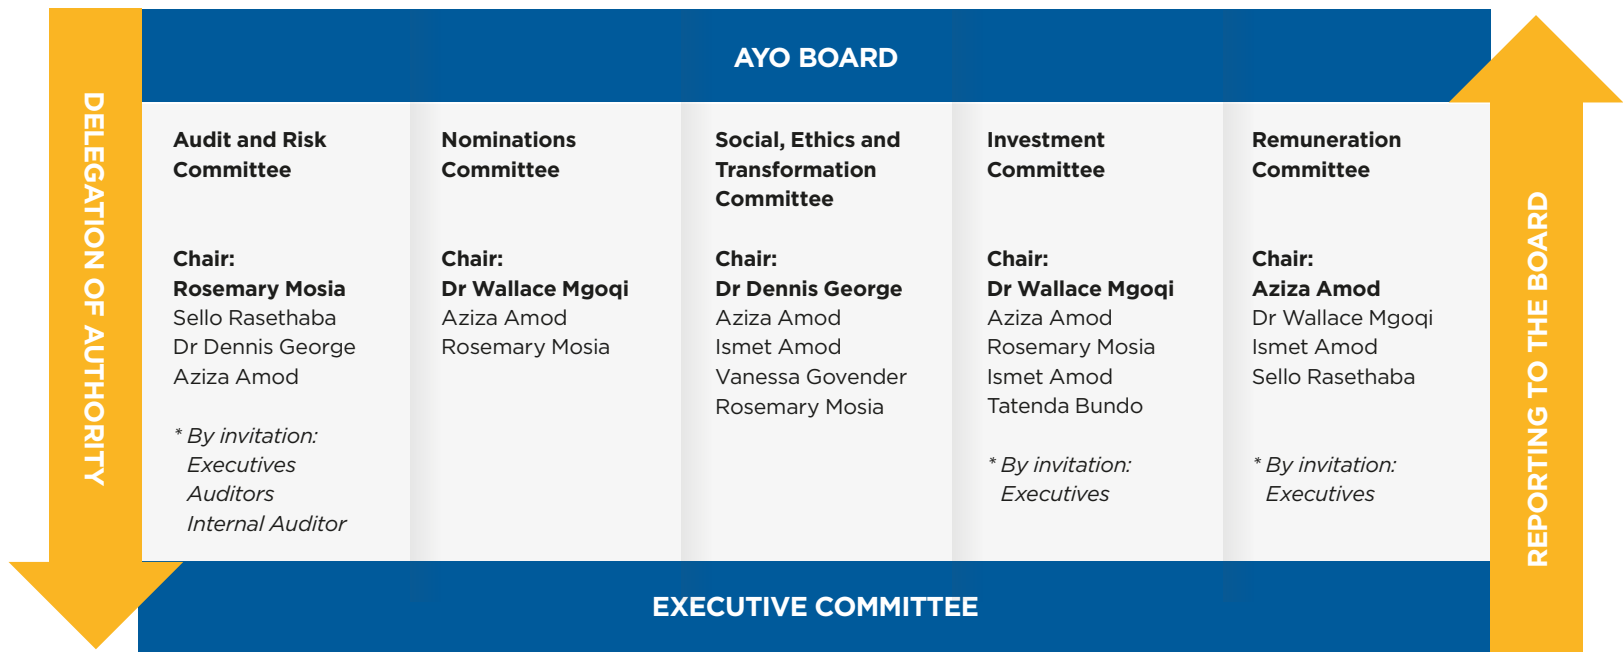 AYO BOARD
DELEGATION OF AUTHORITY
Audit and Risk
Committee
Chair:
Rosemary Mosia
Sello Rasethaba
Dr Dennis George
Aziza Amod
* By invitation:
Executives
Auditors
Internal Auditor
Nominations
Committee
Chair:
Dr Wallace Mgoqi
Aziza Amod
Rosemary Mosia
Social, Ethics and
Transformation
Committee
Chair:
Dr Dennis George
Aziza Amod
Ismet Amod
Vanessa Govender
Rosemary Mosia
Investment
Committee
Chair:
Dr Wallace Mgoqi
Aziza Amod
Rosemary Mosia
Ismet Amod
Tatenda Bundo
* By invitation:
Executives
Remuneration
Committee
Chair:
Aziza Amod
Dr Wallace Mgoqi
Ismet Amod
Sello Rasethaba
* By invitation:
Executives
REPORTING TO THE BOARD
EXECUTIVE COMMITTEE